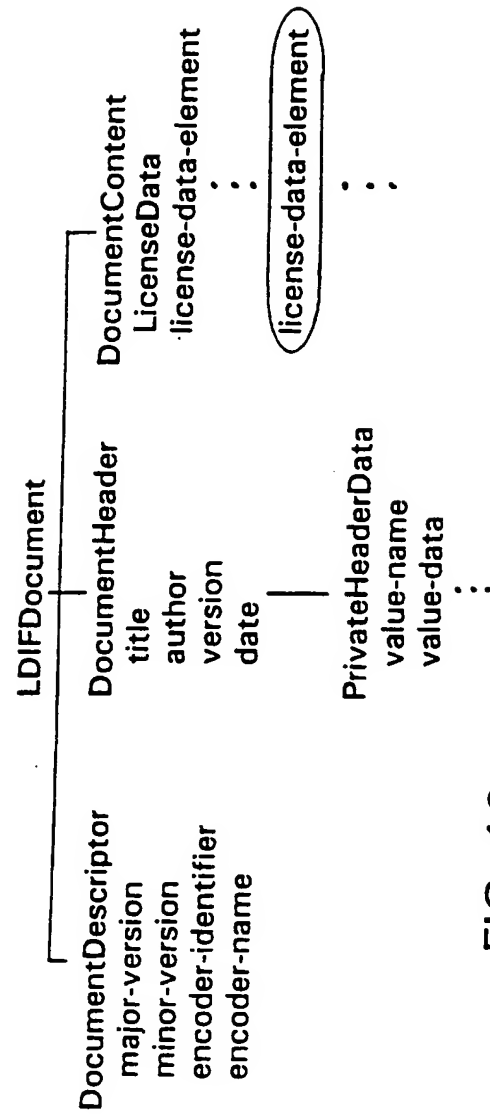 LDIFDocument
DocumentDescriptor
major-version
minor-version
encoder-identifier
encoder-name
DocumentHeader
title
author
version
date
PrivateHeaderData
value-name
value-data
DocumentContent
LicenseData
license-data-element
license-data-element
FIG.